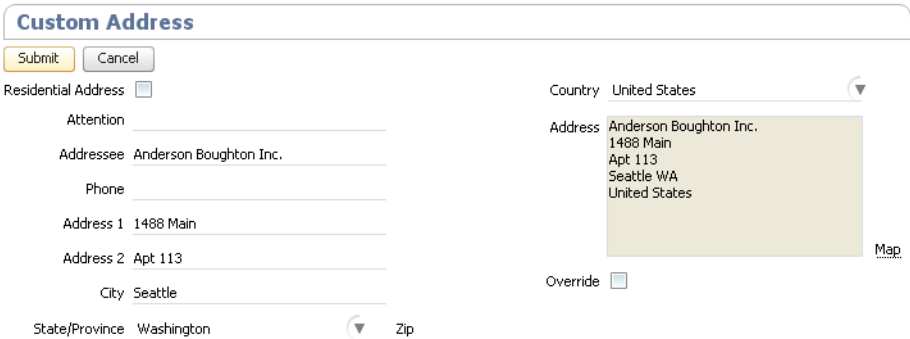 Custom Address
Submit Cancel
Residential Address
Attention
Addressee Anderson Boughton Inc.
Phone
Address 1 1488 Main
Address 2 Apt 113
City Seattle
State/Province Washington Zip
Country United States
Address Anderson Boughton Inc.
1488 Main
Apt 113
Seattle WA
United States
Map
Override